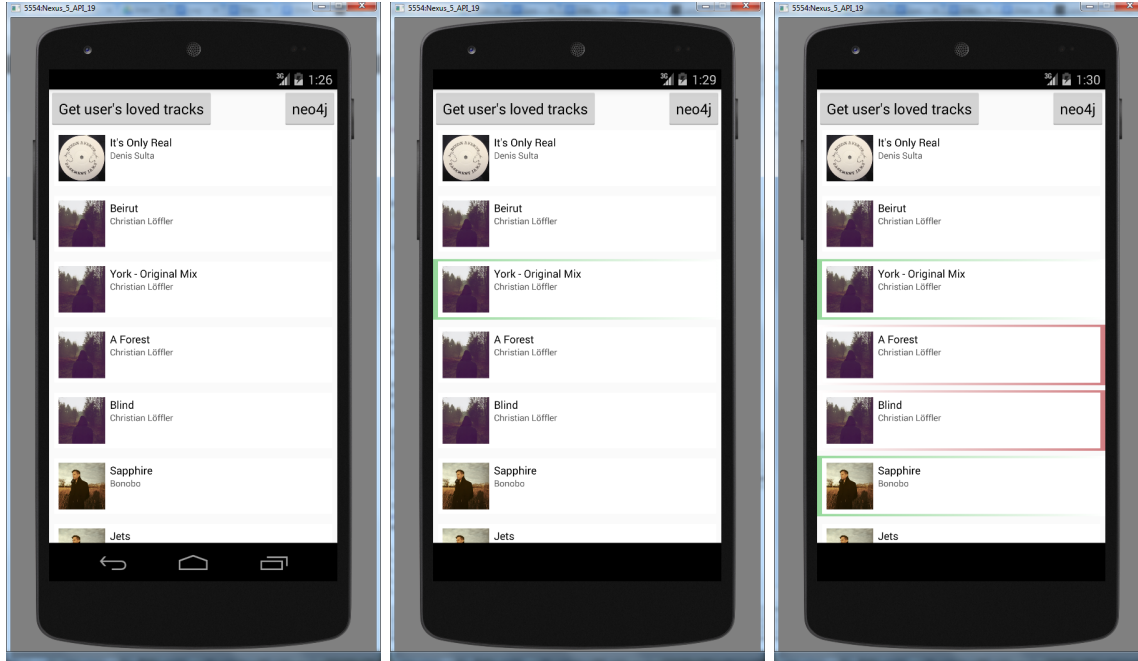 5554:Nexus_5_API_19
3G 1:26
Get user's loved tracks neo4j
It's Only Real
Denis Sulta
Beirut
Christian Löffler
York - Original Mix
Christian Löffler
A Forest
Christian Löffler
Blind
Christian Löffler
Sapphire
Bonobo
Jets
5554:Nexus_5_API_19
3G 1:29
Get user's loved tracks neo4j
It's Only Real
Denis Sulta
Beirut
Christian Löffler
York - Original Mix
Christian Löffler
A Forest
Christian Löffler
Blind
Christian Löffler
Sapphire
Bonobo
Jets
5554:Nexus_5_API_19
3G 1:30
Get user's loved tracks neo4j
It's Only Real
Denis Sulta
Beirut
Christian Löffler
York - Original Mix
Christian Löffler
A Forest
Christian Löffler
Blind
Christian Löffler
Sapphire
Bonobo
Jets